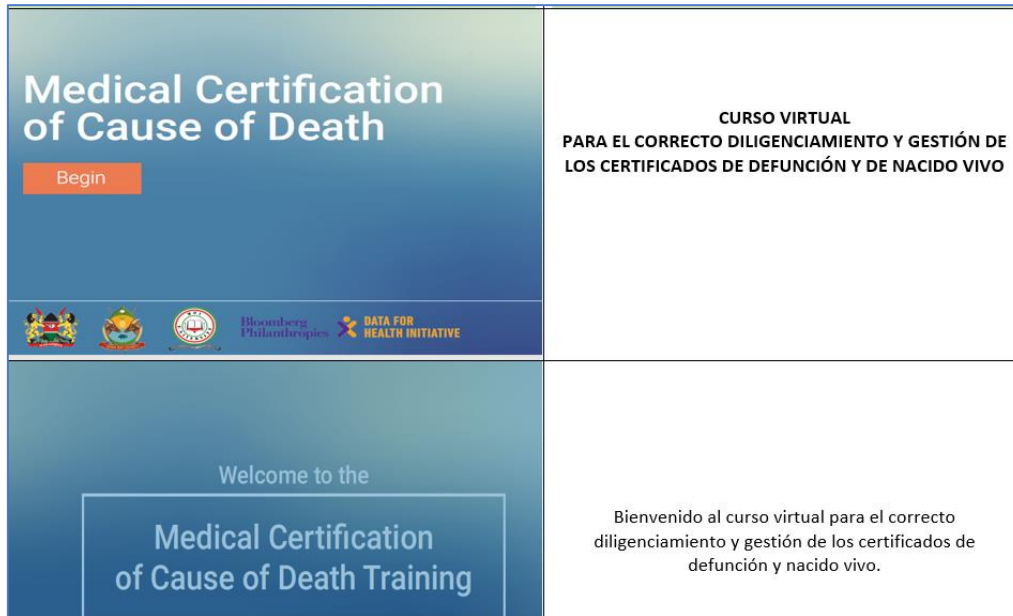 Medical Certification
of Cause of Death
Begin
Bloomberg
Philanthropies
DATA FOR
HEALTH INITIATIVE
CURSO VIRTUAL
PARA EL CORRECTO DILIGENCIAMIENTO Y GESTIÓN DE
LOS CERTIFICADOS DE DEFUNCIÓN Y DE NACIDO VIVO
Welcome to the
Medical Certification
of Cause of Death Training
Bienvenido al curso virtual para el correcto
diligenciamiento y gestión de los certificados de
defunción y nacido vivo.